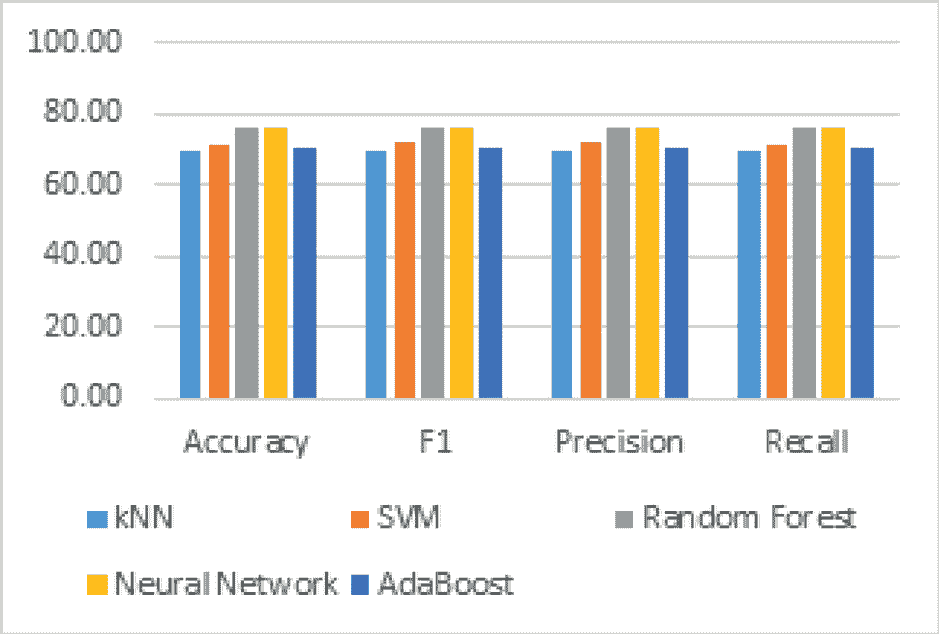 100.00
80.00
60.00
40.00
20.00
0.00
Accuracy F1 Precision Recall
kNN SVM Random Forest
Neural Network AdaBoost